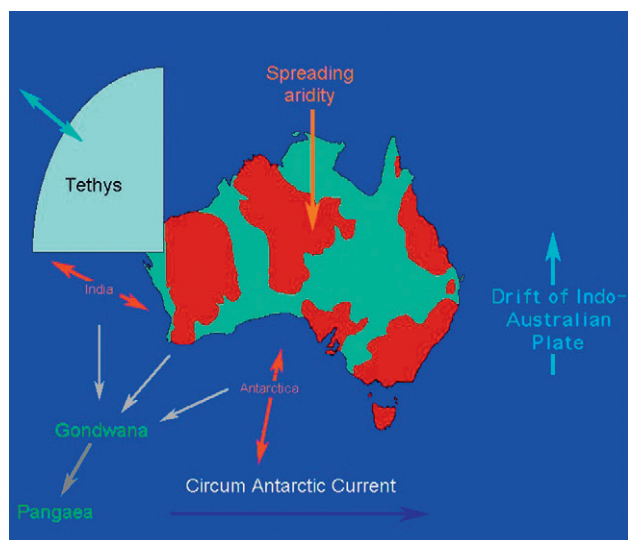 Spreading
aridity
Tethys
India
Drift of Indo-
Australian
Plate
Antarctica
Gondwana
Circum Antarctic Current
Pangaea